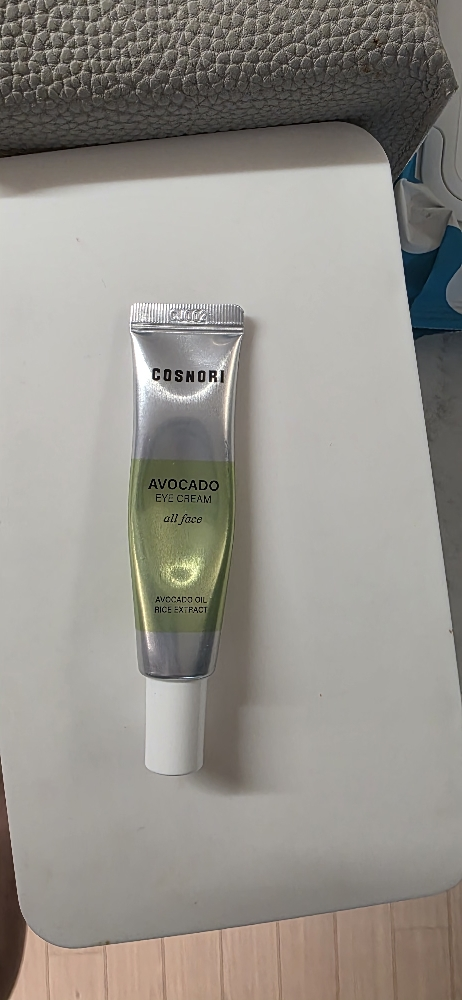 COSNORI
AVOCADO
EYE CREAM
all face
AVOCADO OIL
RICE EXTRACT